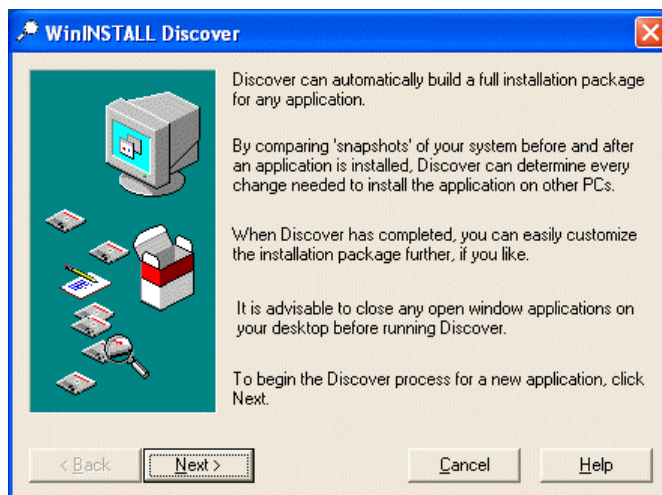 WinINSTALL Discover
Discover can automatically build a full installation package
for any application.
By comparing 'snapshots' of your system before and after
an application is installed, Discover can determine every
change needed to install the application on other PCs.
When Discover has completed, you can easily customize
the installation package further, if you like.
It is advisable to close any open window applications on
your desktop before running Discover.
To begin the Discover process for a new application, click
Next.
< Back
Next >
Cancel
Help